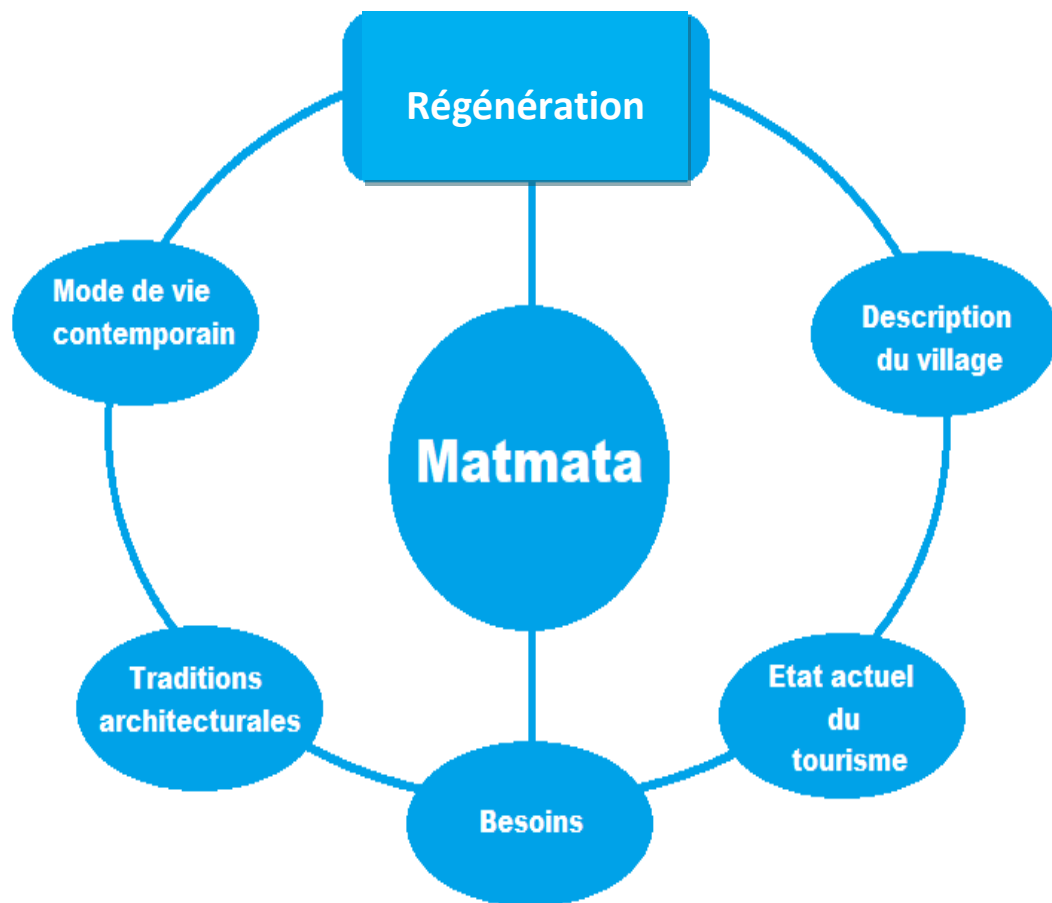 Régénération
Mode de vie
contemporain
Description
du village
Matmata
Traditions
architecturales
Etat actuel
du
tourisme
Besoins